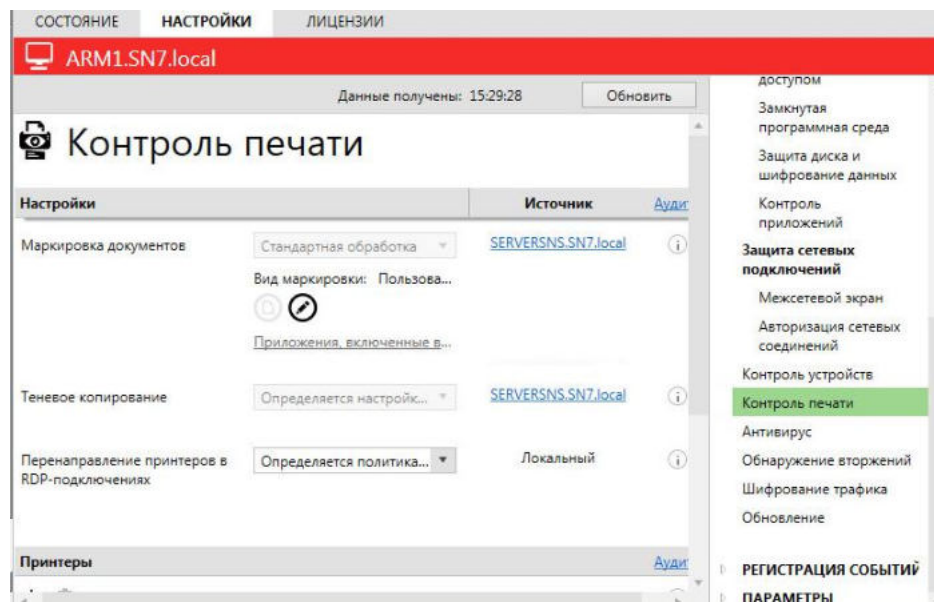 СОСТОЯНИЕ НАСТРОЙКИ ЛИЦЕНЗИИ
ARM1.SN7.local
Данные получены: 15:29:28 Обновить
Контроль печати
Настройки Источник Аудит
Маркировка документов Стандартная обработка SERVERSNS.SN7.local
Вид маркировки: Пользова...
Приложения, включенные в...
Теневое копирование Определяется настройк... SERVERSNS.SN7.local
Перенаправление принтеров в RDP-подключениях Определяется политика... Локальный
Принтеры Аудит
доступом
Замкнутая
программная среда
Защита диска и
шифрование данных
Контроль
приложений
Защита сетевых
подключений
Межсетевой экран
Авторизация сетевых
соединений
Контроль устройств
Контроль печати
Антивирус
Обнаружение вторжений
Шифрование трафика
Обновление
РЕГИСТРАЦИЯ СОБЫТИЙ
ПАРАМЕТРЫ